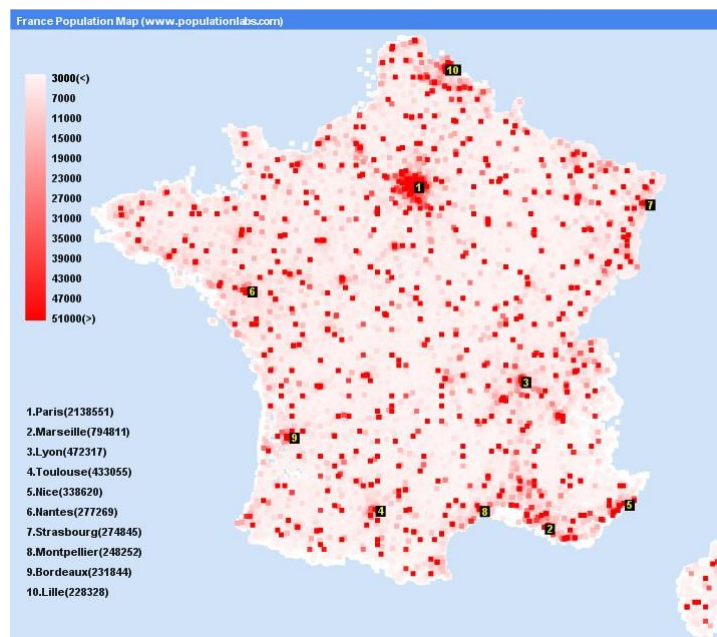 France Population Map (www.populationlabs.com)
3000(<)
7000
11000
15000
19000
23000
27000
31000
35000
39000
43000
47000
51000(>)
10
1
7
6
3
9
4
8
5
2
1.Paris(2138551)
2.Marseille(794811)
3.Lyon(472317)
4.Toulouse(433055)
5.Nice(338620)
6.Nantes(277269)
7.Strasbourg(274845)
8.Montpellier(248252)
9.Bordeaux(231844)
10.Lille(228328)